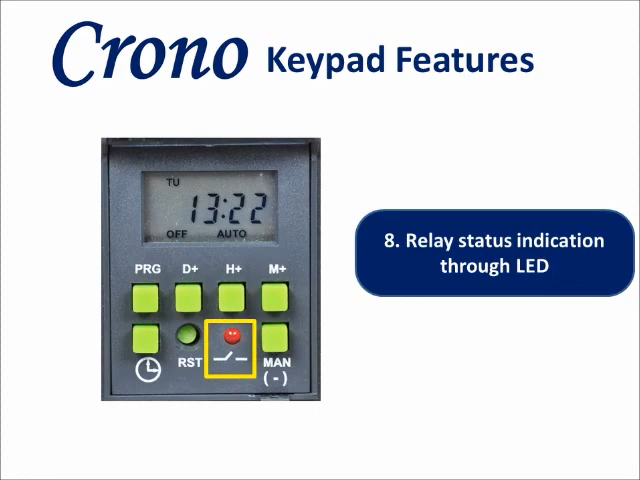 Crono Keypad Features
TU
13:22
OFF AUTO
8. Relay status indication
through LED
PRG D+ H+ M+
RST MAN
(-)